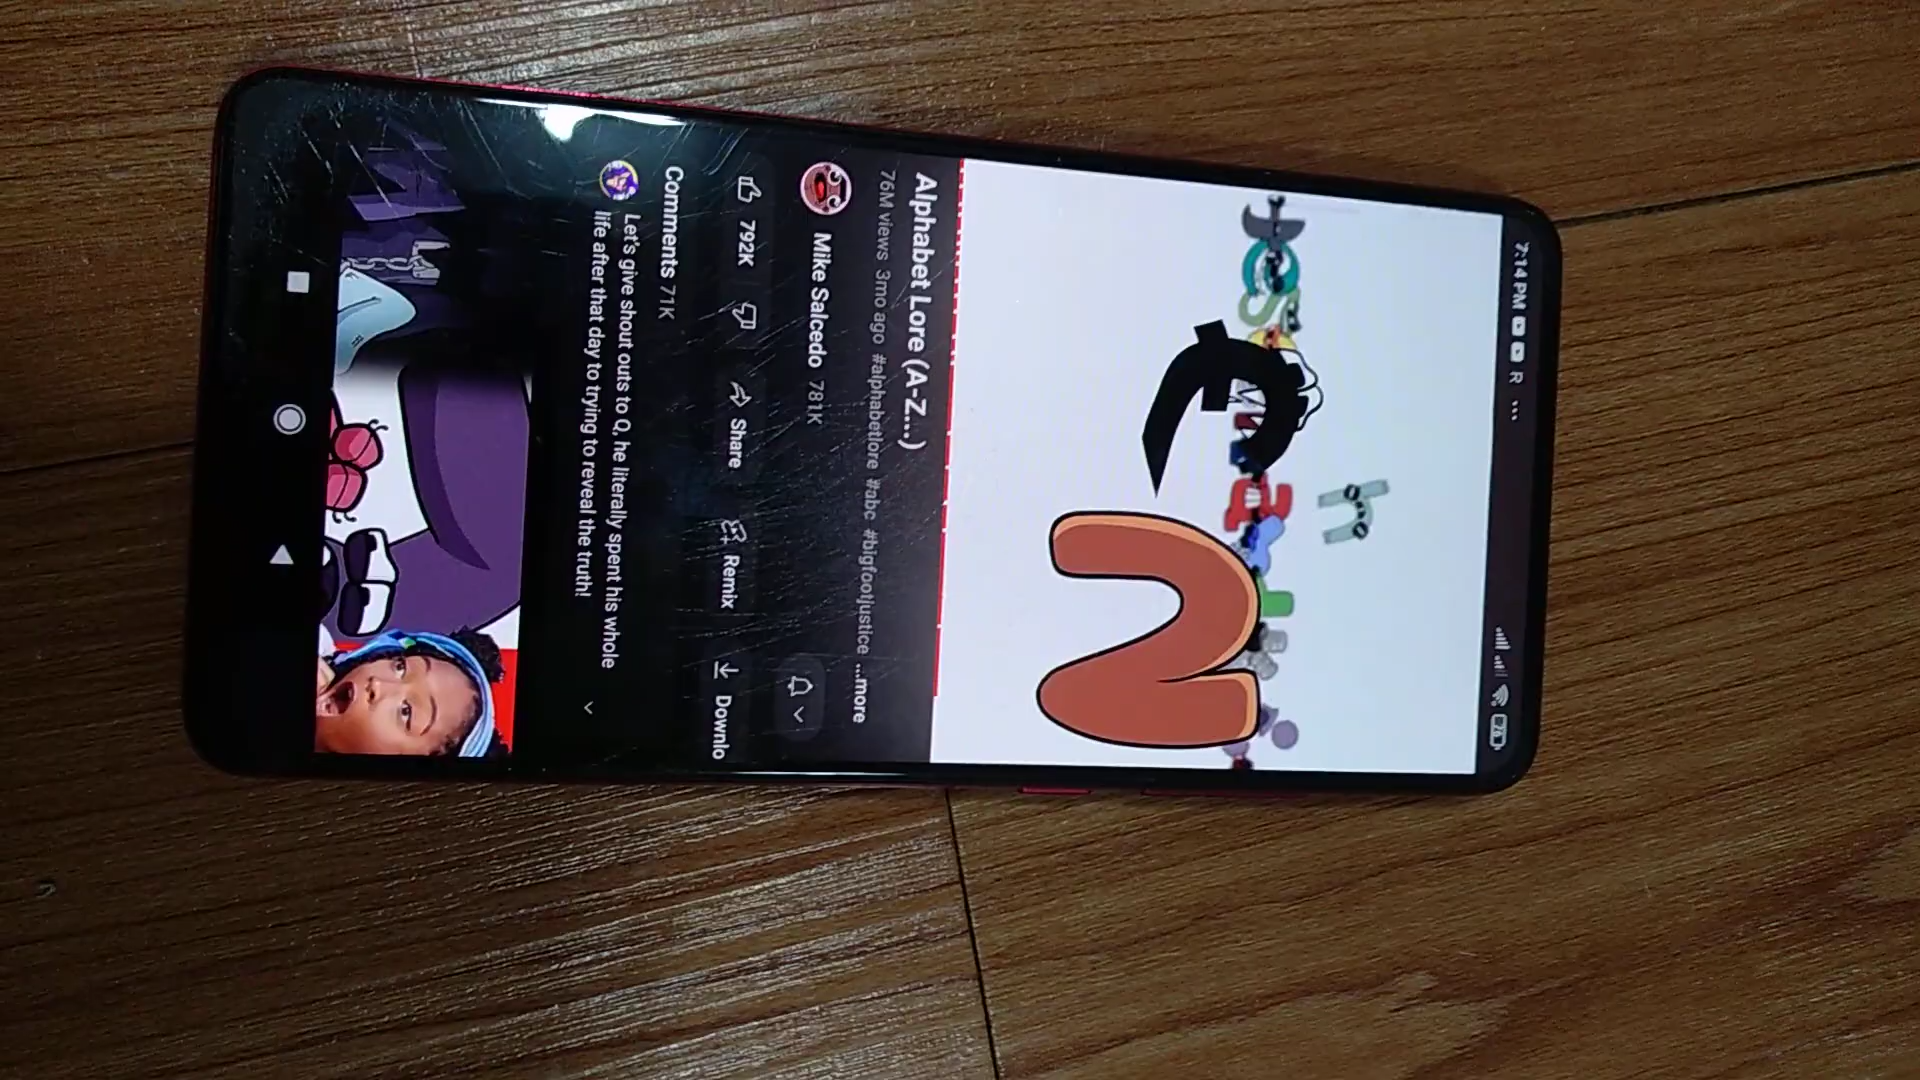 7:14 PM R ...
78
Alphabet Lore (A-Z...)
76M views 3mo ago #alphabetlore #abc #bigfootjustice ...more
Mike Salcedo 781K
792K Share Remix Downlo
Comments 71K
Let's give shout outs to Q, he literally spent his whole
life after that day to trying to reveal the truth!